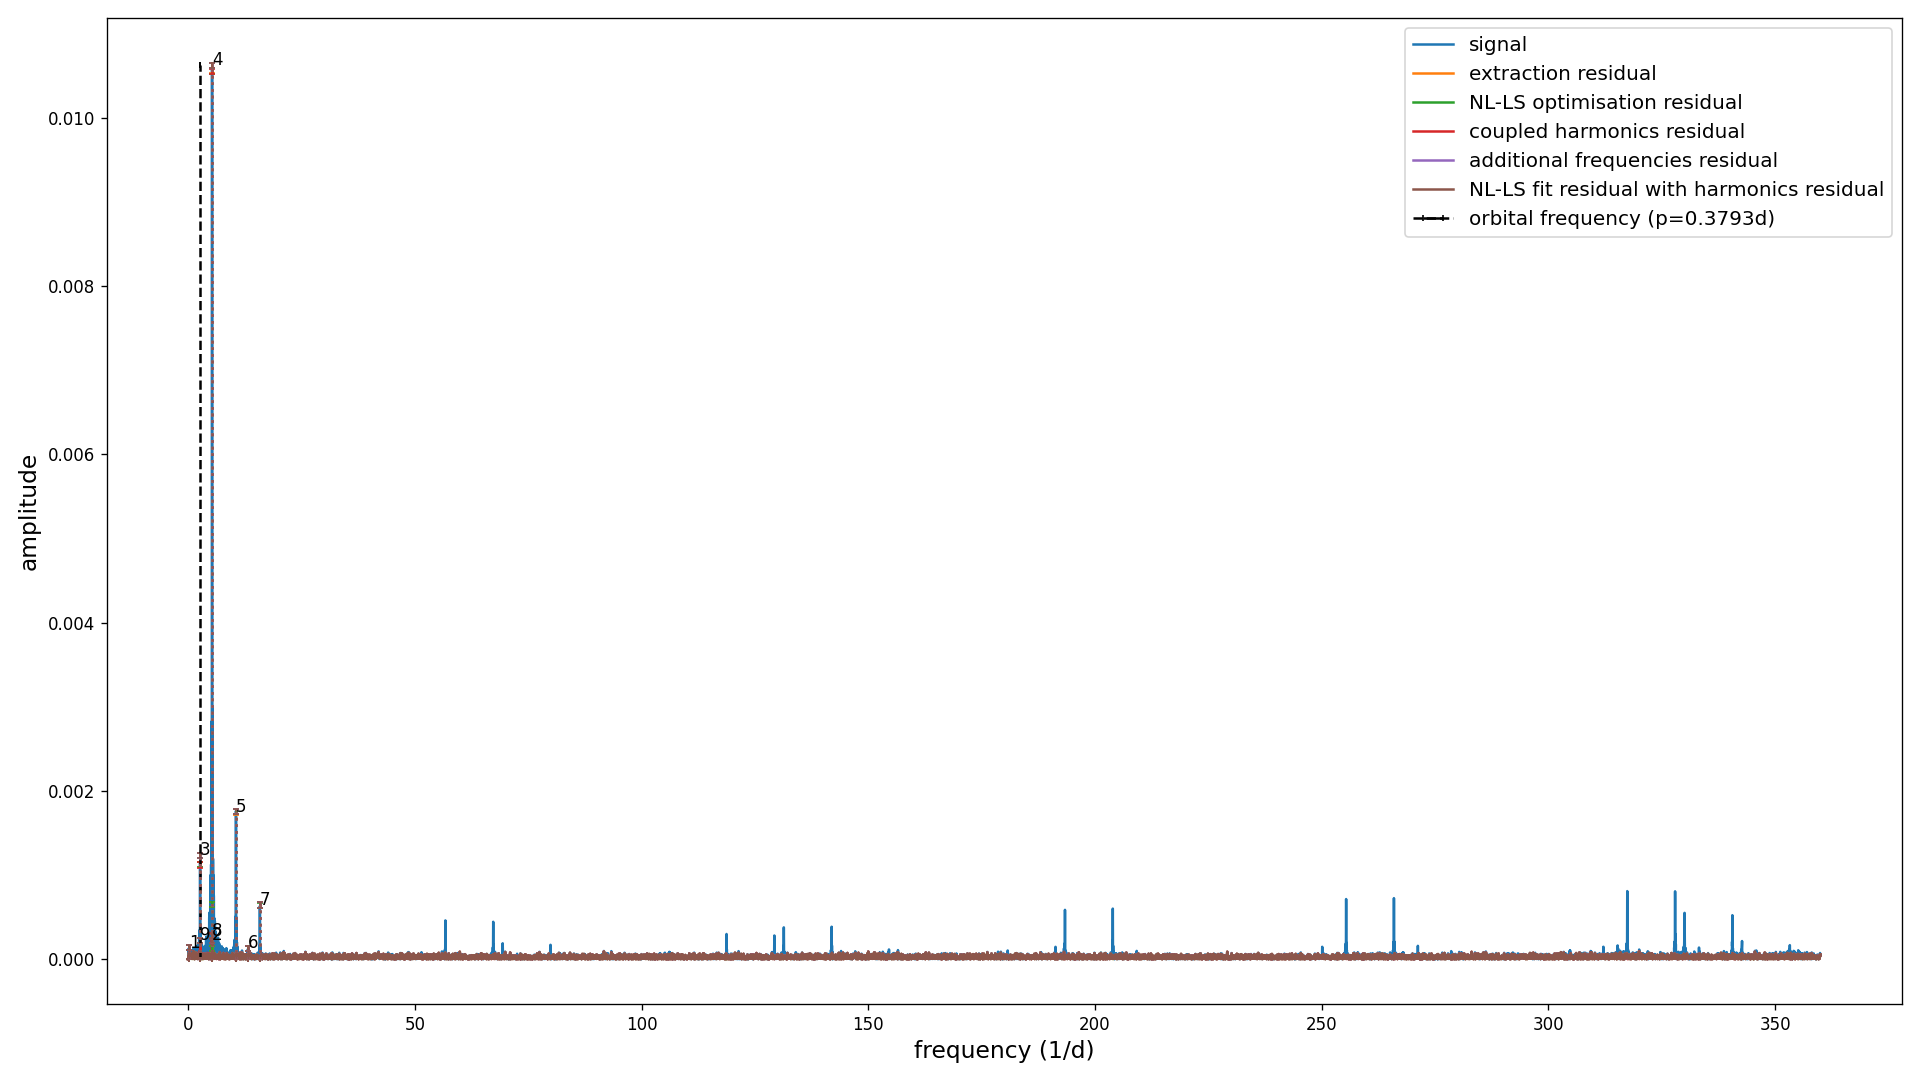 signal
extraction residual
NL-LS optimisation residual
coupled harmonics residual
additional frequencies residual
NL-LS fit residual with harmonics residual
orbital frequency (p=0.3793d)
4
0.010
0.008
0.006
0.004
0.002
0.000
5
3
7
1
9
6
0 50 100 150 200 250 300 350
frequency (1/d)
amplitude